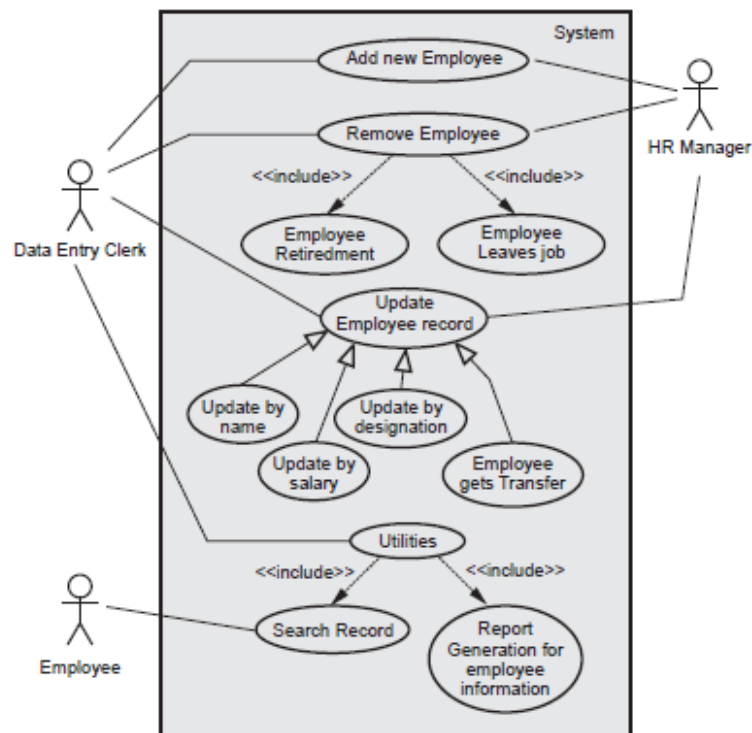 System
Add new Employee
HR Manager
Remove Employee
<<include>>
<<include>>
Data Entry Clerk
Employee
Retiredment
Employee
Leaves job
Update
Employee record
Update by
name
Update by
designation
Update by
salary
Employee
gets Transfer
Utilities
<<include>>
<<include>>
Employee
Search Record
Report
Generation for
employee
information